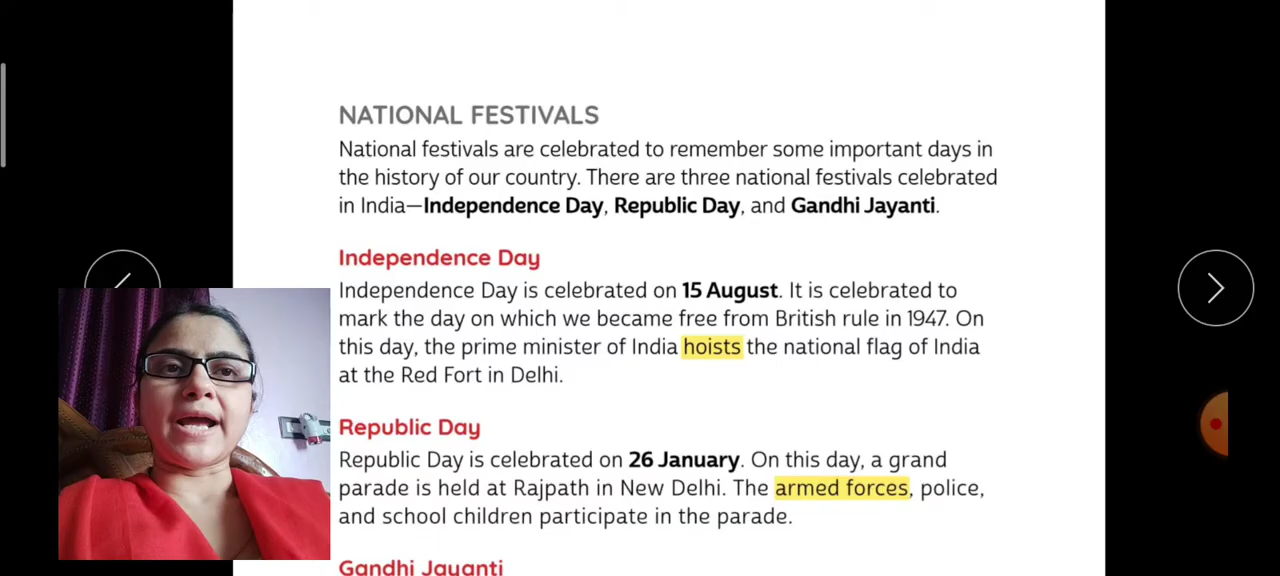 NATIONAL FESTIVALS
National festivals are celebrated to remember some important days in
the history of our country. There are three national festivals celebrated
in India—Independence Day, Republic Day, and Gandhi Jayanti.
Independence Day
Independence Day is celebrated on 15 August. It is celebrated to
mark the day on which we became free from British rule in 1947. On
this day, the prime minister of India hoists the national flag of India
at the Red Fort in Delhi.
Republic Day
Republic Day is celebrated on 26 January. On this day, a grand
parade is held at Rajpath in New Delhi. The armed forces, police,
and school children participate in the parade.
Gandhi Jayanti